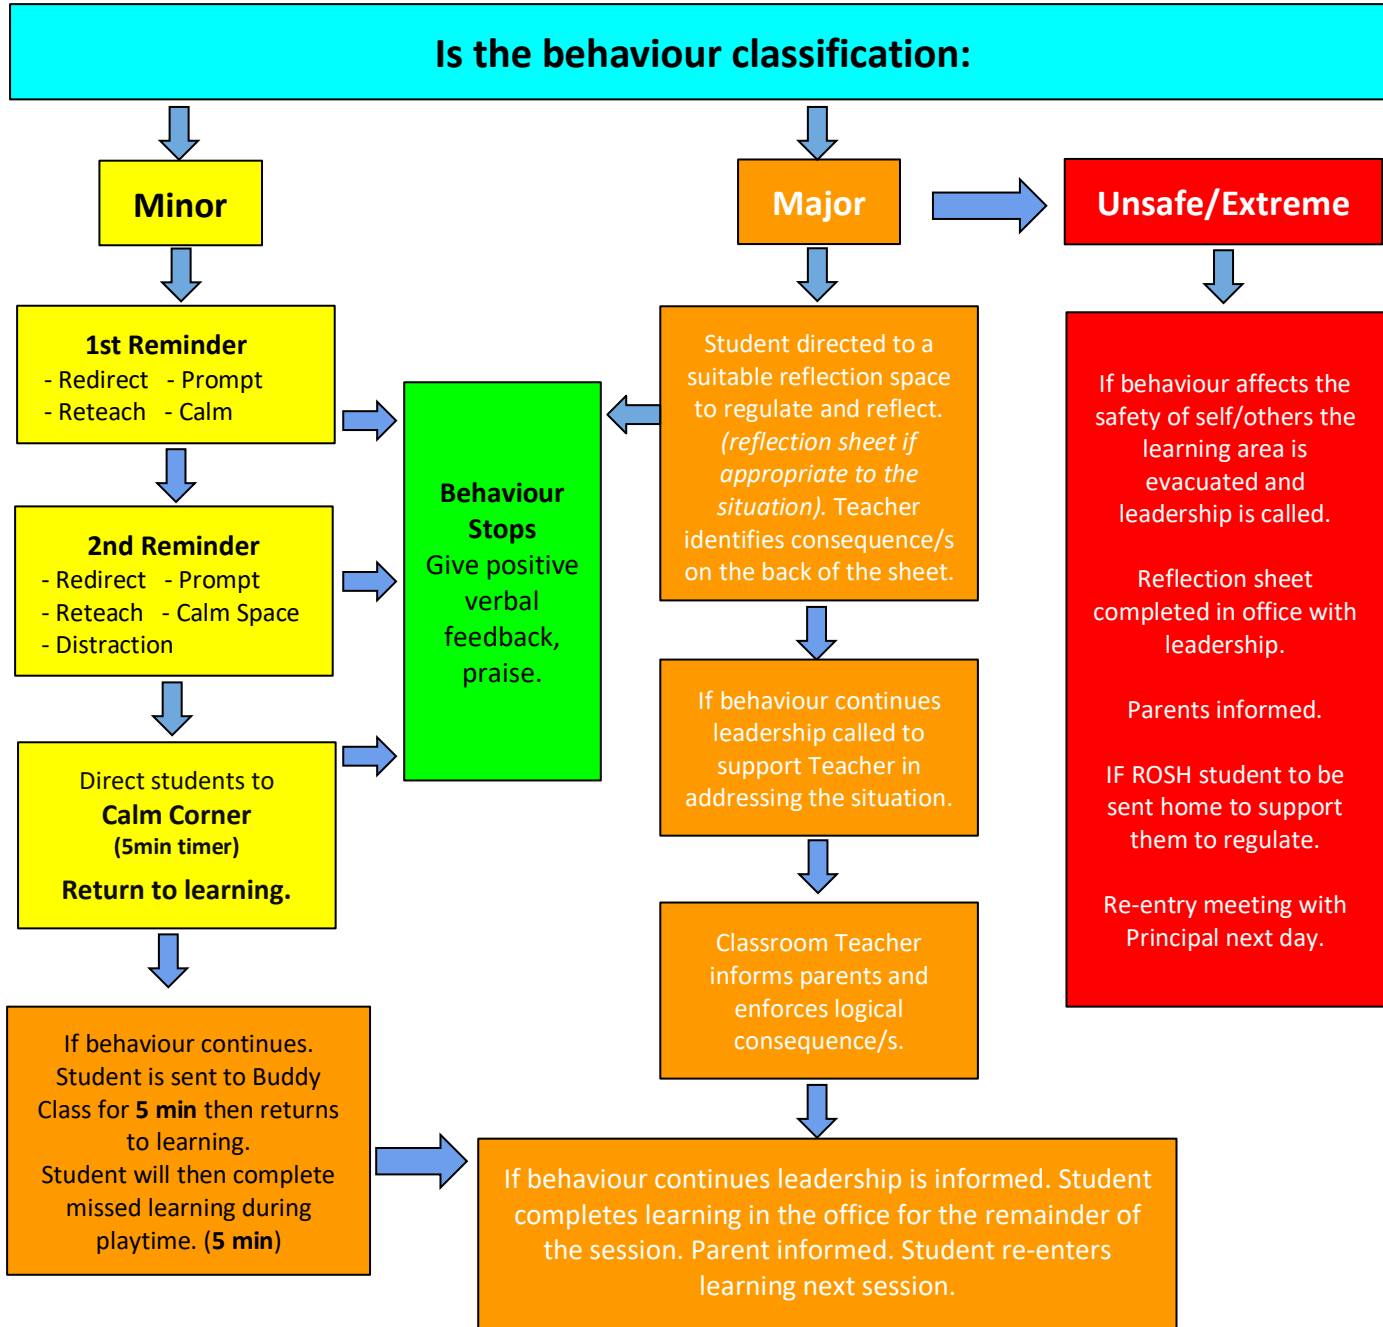 Is the behaviour classification:
Minor
Major
Unsafe/Extreme
1st Reminder
- Redirect - Prompt
- Reteach - Calm
2nd Reminder
- Redirect - Prompt
- Reteach - Calm Space
- Distraction
Direct students to
Calm Corner
(5min timer)
Return to learning.
If behaviour continues.
Student is sent to Buddy
Class for 5 min then returns
to learning.
Student will then complete
missed learning during
playtime. (5 min)
Behaviour
Stops
Give positive
verbal
feedback,
praise.
Student directed to a
suitable reflection space
to regulate and reflect.
(reflection sheet if
appropriate to the
situation). Teacher
identifies consequence/s
on the back of the sheet.
If behaviour continues
leadership called to
support Teacher in
addressing the situation.
Classroom Teacher
informs parents and
enforces logical
consequence/s.
If behaviour continues leadership is informed. Student
completes learning in the office for the remainder of
the session. Parent informed. Student re-enters
learning next session.
If behaviour affects the
safety of self/others the
learning area is
evacuated and
leadership is called.
Reflection sheet
completed in office with
leadership.
Parents informed.
IF ROSH student to be
sent home to support
them to regulate.
Re-entry meeting with
Principal next day.